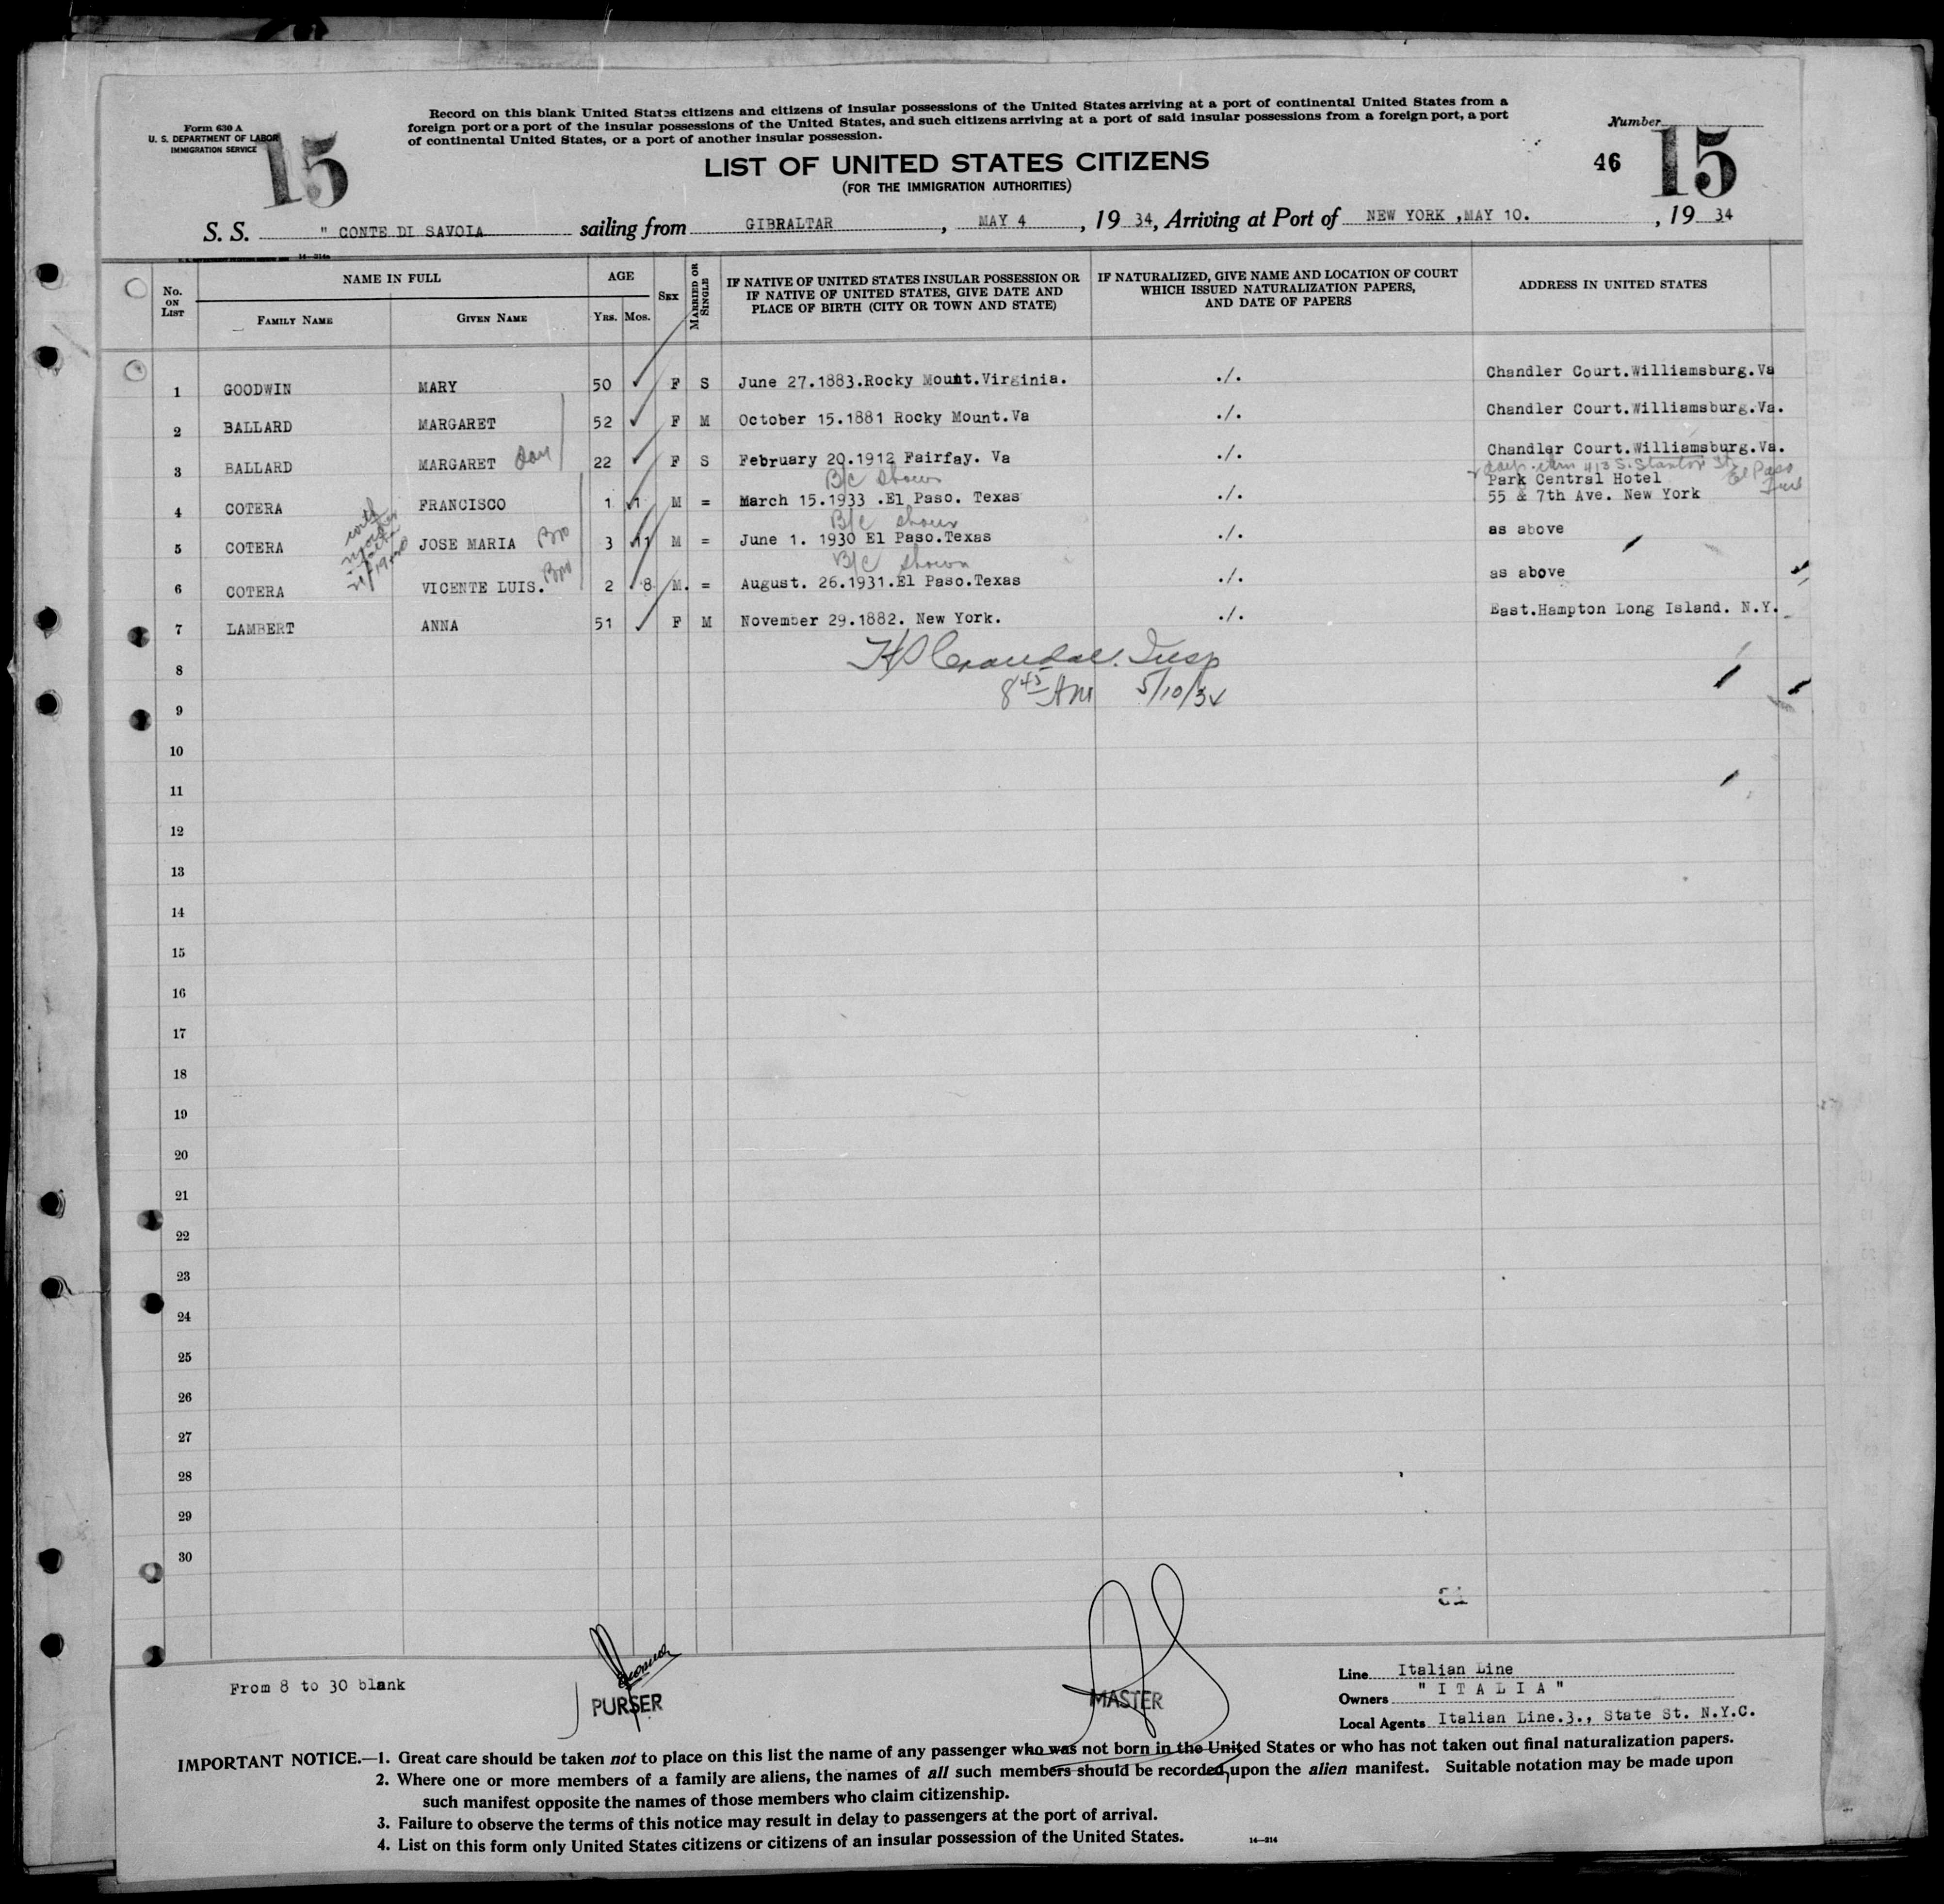 Form 630 A
U. S. DEPARTMENT OF LABOR
IMMIGRATION SERVICE
15
Record on this blank United States citizens and citizens of insular possessions of the United States arriving at a port of continental United States from a
foreign port or a port of the insular possessions of the United States, and such citizens arriving at a port of said insular possessions from a foreign port, a port
of continental United States, or a port of another insular possession.
Number
46 15
LIST OF UNITED STATES CITIZENS
(FOR THE IMMIGRATION AUTHORITIES)
S. S. " CONTE DI SAVOIA sailing from GIBRALTAR, MAY 4, 19 34, Arriving at Port of NEW YORK ,MAY 10., 19 34
No. ON LIST
NAME IN FULL
FAMILY NAME
GIVEN NAME
AGE
YRS.
MOS.
SEX
MARRIED OR SINGLE
IF NATIVE OF UNITED STATES INSULAR POSSESSION OR
IF NATIVE OF UNITED STATES, GIVE DATE AND
PLACE OF BIRTH (CITY OR TOWN AND STATE)
IF NATURALIZED, GIVE NAME AND LOCATION OF COURT
WHICH ISSUED NATURALIZATION PAPERS,
AND DATE OF PAPERS
ADDRESS IN UNITED STATES
1 GOODWIN MARY 50 F S June 27.1883.Rocky Mount.Virginia. ./. Chandler Court.Williamsburg.Va
2 BALLARD MARGARET 52 F M October 15.1881 Rocky Mount.Va ./. Chandler Court.Williamsburg.Va.
3 BALLARD MARGARET dau 22 F S February 20.1912 Fairfay. Va ./. Chandler Court.Williamsburg.Va.
413 S. Stanton St. El Paso
B/C shown
Park Central Hotel
4 COTERA FRANCISCO 1 1 M = March 15.1933 .El Paso. Texas ./. 55 & 7th Ave. New York
with mother
B/C shown
5 COTERA JOSE MARIA Bro 3 11 M = June 1. 1930 El Paso.Texas ./. as above
B/C shown
6 COTERA VICENTE LUIS. Bro 2 8 M. = August. 26.1931.El Paso.Texas ./. as above
7 LAMBERT ANNA 51 F M November 29.1882. New York. ./. East.Hampton Long Island. N.Y.
8
Insp
8 45 AM 5/10/34
9
10
11
12
13
14
15
16
17
18
19
20
21
22
23
24
25
26
27
28
29
30
From 8 to 30 blank
PURSER
MASTER
Line Italian Line
Owners "I T A L I A"
Local Agents Italian Line.3., State St. N.Y.C.
IMPORTANT NOTICE.—1. Great care should be taken not to place on this list the name of any passenger who was not born in the United States or who has not taken out final naturalization papers.
2. Where one or more members of a family are aliens, the names of all such members should be recorded upon the alien manifest. Suitable notation may be made upon
such manifest opposite the names of those members who claim citizenship.
3. Failure to observe the terms of this notice may result in delay to passengers at the port of arrival.
4. List on this form only United States citizens or citizens of an insular possession of the United States.
14—314